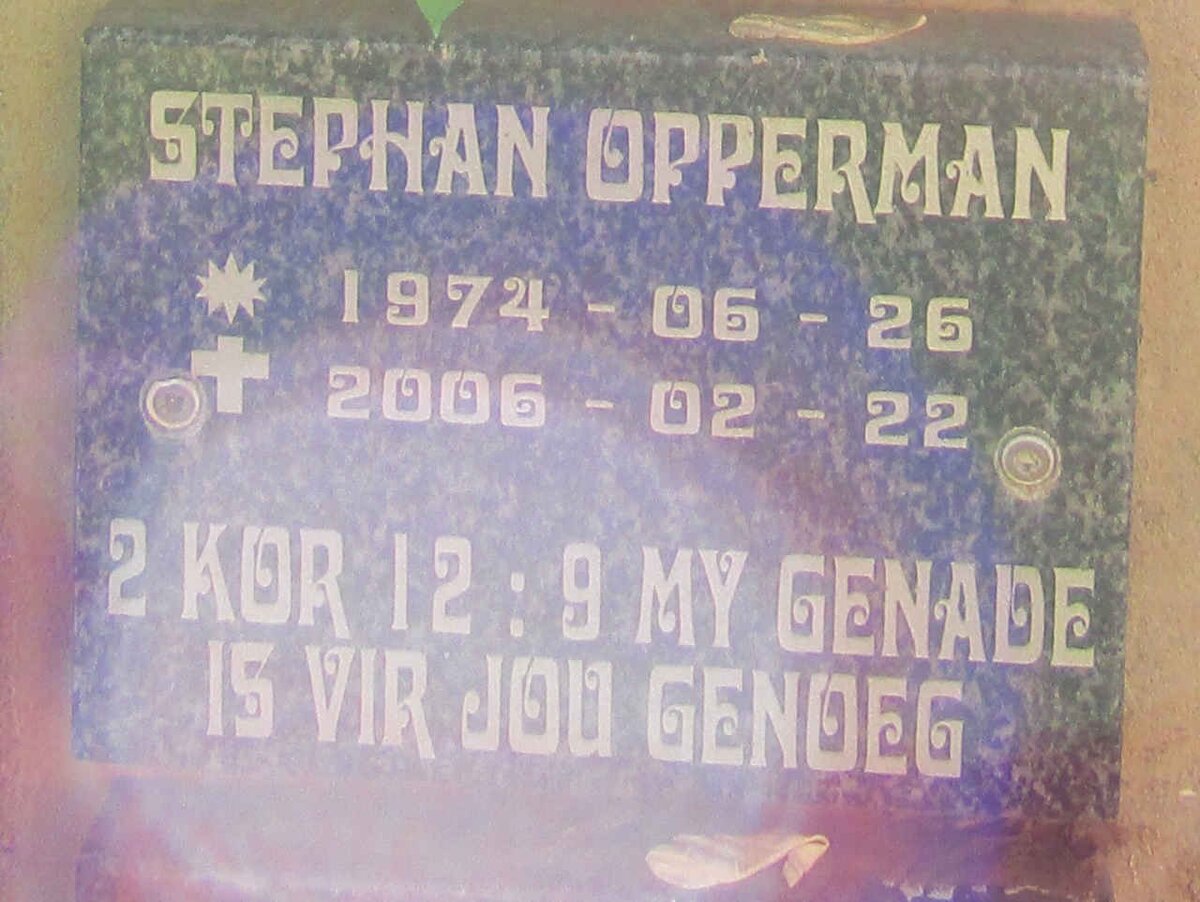 STEPHAN OPPERMAN
1974 - 06 - 26
2006 - 02 - 22
2 KOR 12 : 9 MY GENADE
IS VIR JOU GENOEG